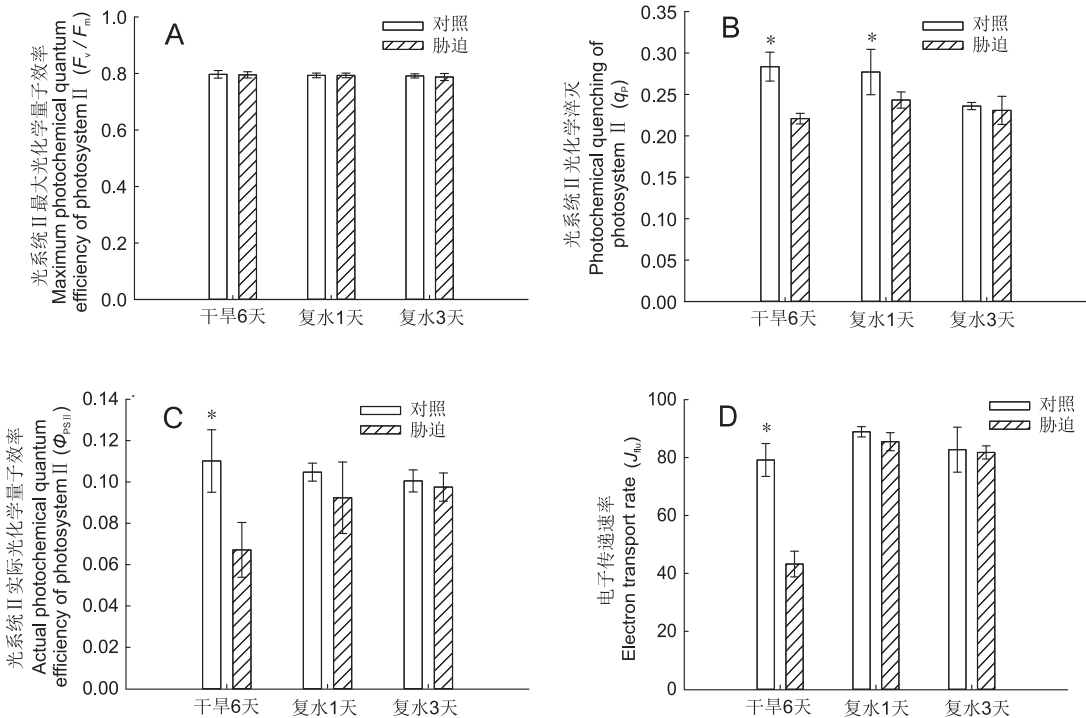 光系统Ⅱ最大光化学量子效率
Maximum photochemical quantum
efficiency of photosystem Ⅱ (Fv / Fm)
1.0
0.8
0.6
0.4
0.2
0.0
A
对照
胁迫
干旱6天
复水1天
复水3天
光系统Ⅱ光化学淬灭
Photochemical quenching of
photosystem Ⅱ (qP)
0.35
0.30
0.25
0.20
0.15
0.10
0.05
0.00
B
对照
胁迫
*
*
干旱6天
复水1天
复水3天
光系统Ⅱ实际光化学量子效率
Actual photochemical quantum
efficiency of photosystem Ⅱ (ΦPSⅡ)
0.14
0.12
0.10
0.08
0.06
0.04
0.02
0.00
C
对照
胁迫
*
干旱6天
复水1天
复水3天
电子传递速率
Electron transport rate (Jflu)
100
80
60
40
20
0
D
对照
胁迫
*
干旱6天
复水1天
复水3天